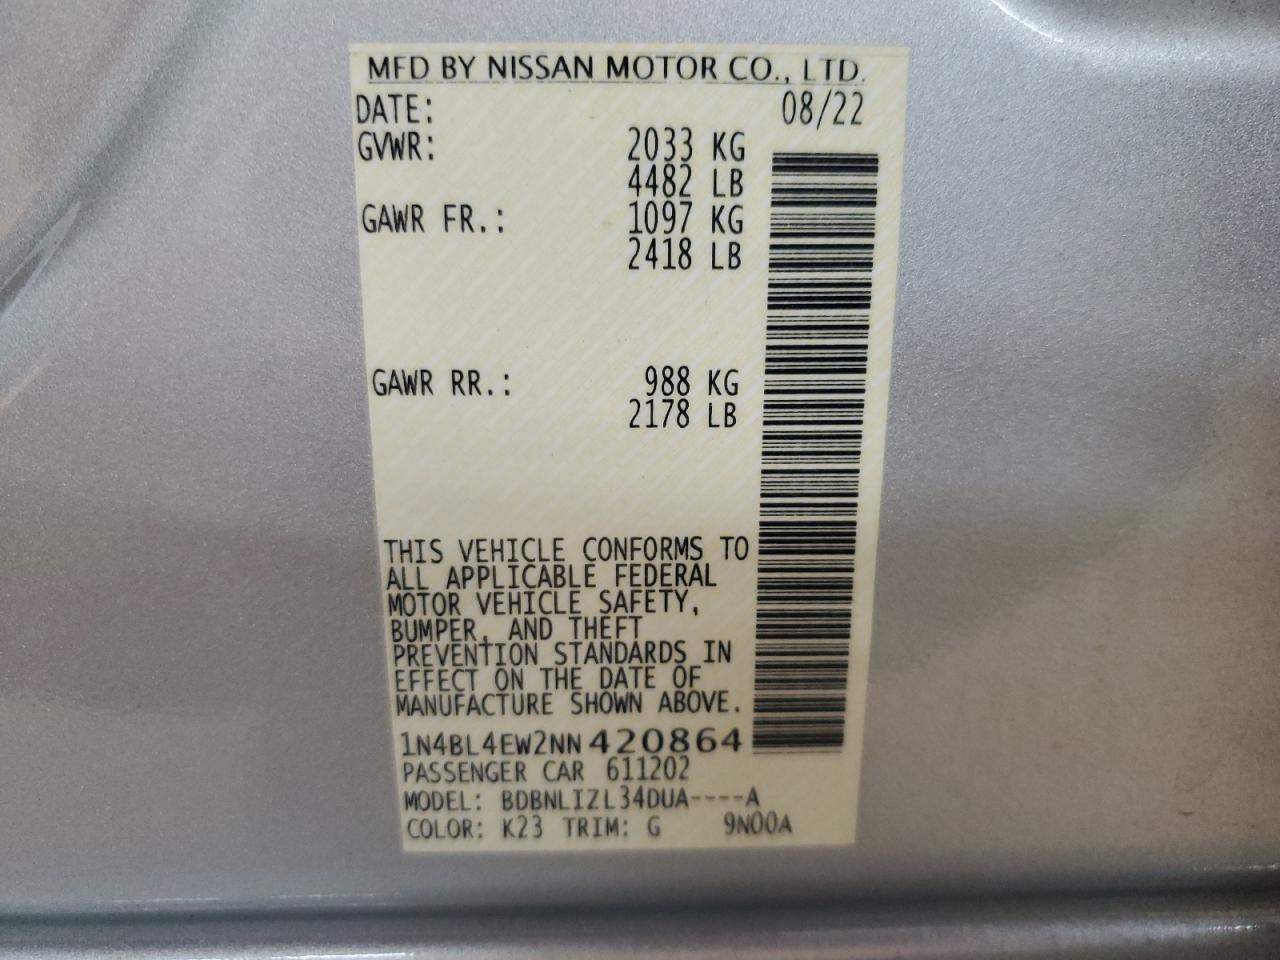 MFD BY NISSAN MOTOR CO., LTD.
DATE: 08/22
GVWR: 2033 KG
4482 LB
GAWR FR.: 1097 KG
2418 LB
GAWR RR.: 988 KG
2178 LB
THIS VEHICLE CONFORMS TO
ALL APPLICABLE FEDERAL
MOTOR VEHICLE SAFETY,
BUMPER, AND THEFT
PREVENTION STANDARDS IN
EFFECT ON THE DATE OF
MANUFACTURE SHOWN ABOVE.
1N4BL4EW2NN420864
PASSENGER CAR 611202
MODEL: BDBNLIZL34DUA----A
COLOR: K23 TRIM: G 9N00A